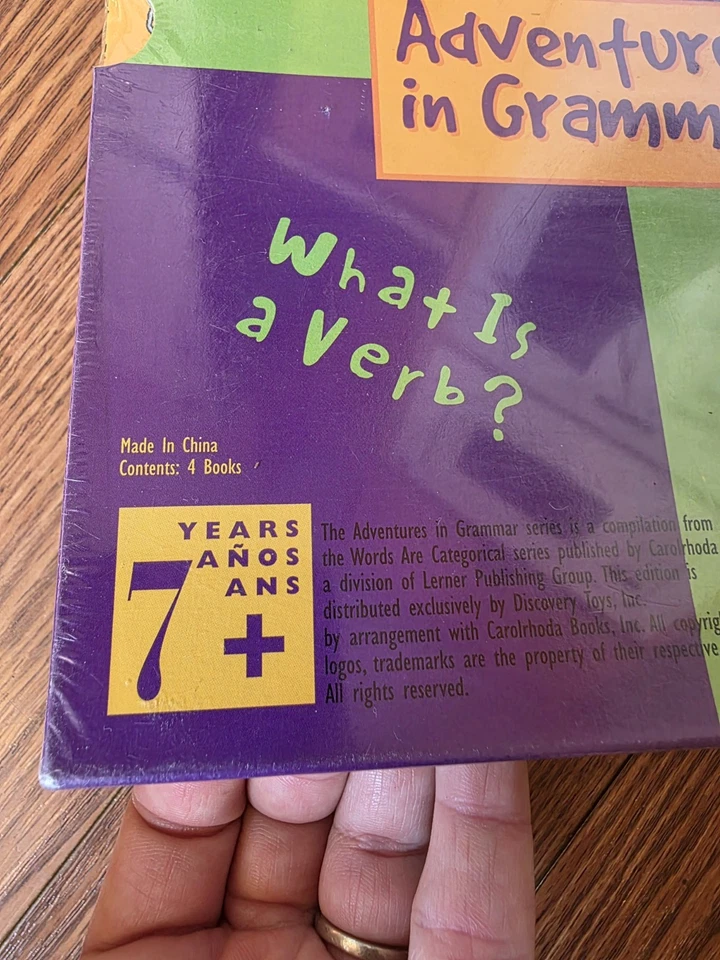 Adventure
in Gramm
What Is
a Verb?
Made In China
Contents: 4 Books
YEARS
AÑOS
ANS
7+
The Adventures in Grammar series is a compilation from
the Words Are Categorical series published by Carolrhoda
a division of Lerner Publishing Group. This edition is
distributed exclusively by Discovery Toys, Inc.
by arrangement with Carolrhoda Books, Inc. All copyrig
logos, trademarks are the property of their respective
All rights reserved.